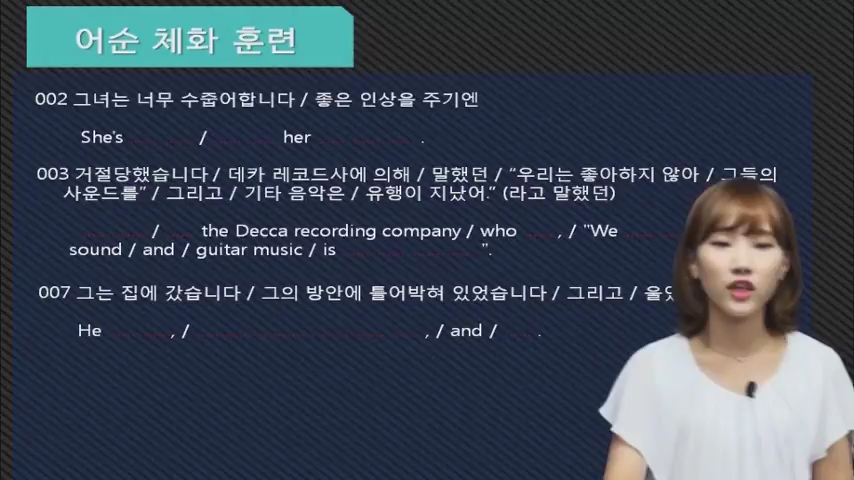 어순 체화 훈련
002 그녀는 너무 수줍어합니다 / 좋은 인상을 주기엔
She's / her .
003 거절당했습니다 / 데카 레코드사에 의해 / 말했던 / “우리는 좋아하지 않아 / 그들의
사운드를” / 그리고 / 기타 음악은 / 유행이 지났어.” (라고 말했던)
/ the Decca recording company / who , / "We
sound / and / guitar music / is ".
007 그는 집에 갔습니다 / 그의 방안에 틀어박혀 있었습니다 / 그리고 /
He , / , / and / .